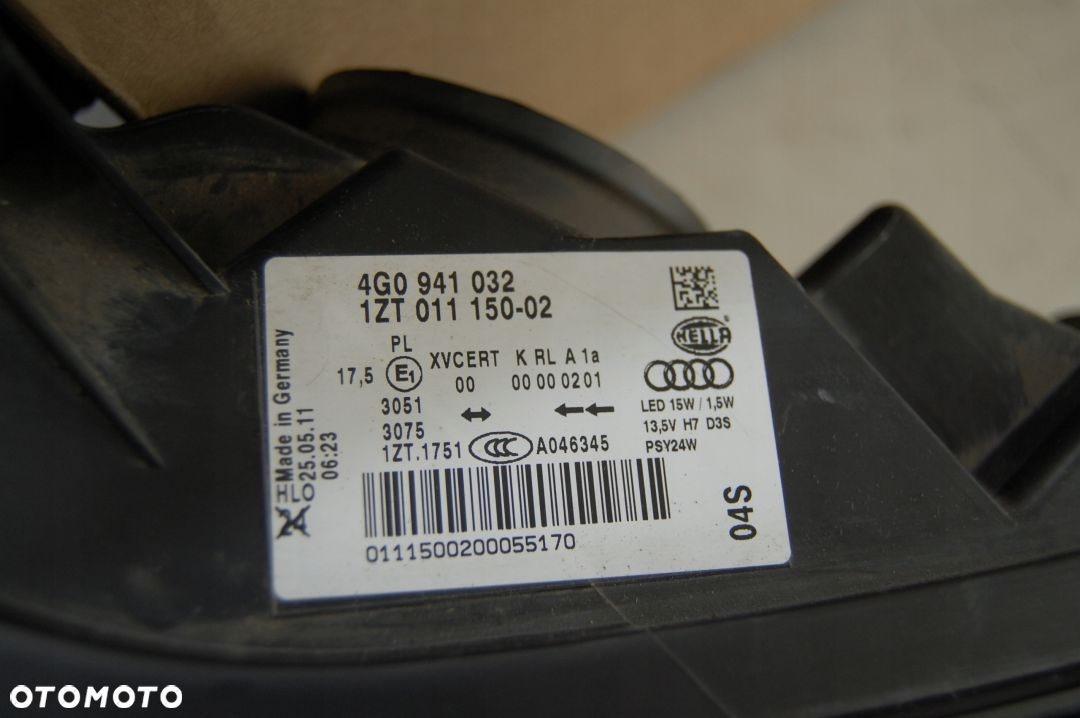 4G0 941 032
1ZT 011 150-02
HELLA
PL
17,5 E1 XVCERT K RL A 1a
00 00 00 02 01
3051
3075
1ZT.1751 CCC A046345
LED 15W / 1,5W
13,5V H7 D3S
PSY24W
0111500200055170
04S
Made in Germany
25.05.11
06:23
OTOMOTO